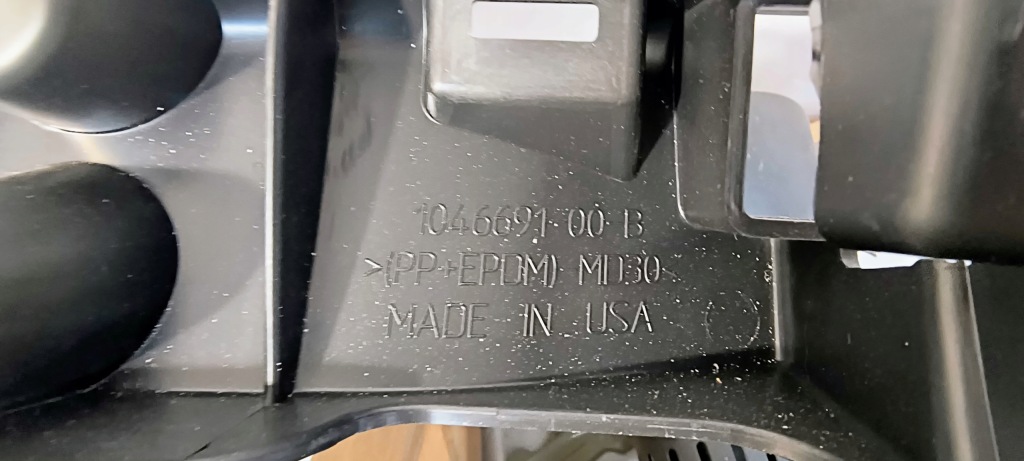 1046691-00-B
>(PP+EPDM) MD30<
MADE IN USA